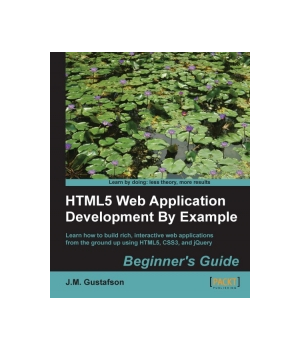 Learn by doing: less theory, more results
HTML5 Web Application
Development By Example
Learn how to build rich, interactive web applications
from the ground up using HTML5, CSS3, and jQuery
Beginner's Guide
J.M. Gustafson
PACKT